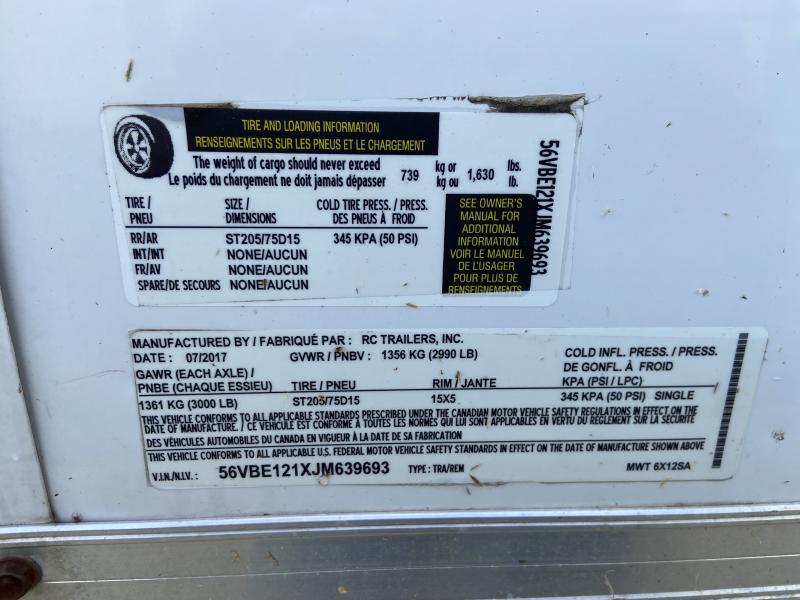 TIRE AND LOADING INFORMATION
RENSEIGNEMENTS SUR LES PNEUS ET LE CHARGEMENT
The weight of cargo should never exceed 739 kg or 1,630 lbs.
Le poids du chargement ne doit jamais dépasser kg ou lb.
TIRE / SIZE / COLD TIRE PRESS. / PRESS.
PNEU DIMENSIONS DES PNEUS À FROID
RR/AR ST205/75D15 345 KPA (50 PSI)
INT/INT NONE/AUCUN
FR/AV NONE/AUCUN
SPARE/DE SECOURS NONE/AUCUN
SEE OWNER'S
MANUAL FOR
ADDITIONAL
INFORMATION
VOIR LE MANUEL
DE L'USAGER
POUR PLUS DE
RENSEIGNEMENTS
56VBE121XJM639693
MANUFACTURED BY / FABRIQUÉ PAR : RC TRAILERS, INC.
DATE : 07/2017 GVWR / PNBV : 1356 KG (2990 LB) COLD INFL. PRESS. / PRESS.
GAWR (EACH AXLE) / DE GONFL. À FROID
PNBE (CHAQUE ESSIEU) TIRE / PNEU RIM / JANTE KPA (PSI / LPC)
1361 KG (3000 LB) ST205/75D15 15X5 345 KPA (50 PSI) SINGLE
THIS VEHICLE CONFORMS TO ALL APPLICABLE STANDARDS PRESCRIBED UNDER THE CANADIAN MOTOR VEHICLE SAFETY REGULATIONS IN EFFECT ON THE
DATE OF MANUFACTURE. / CE VÉHICULE EST CONFORME À TOUTES LES NORMES QUI LUI SONT APPLICABLES EN VERTU DU RÈGLEMENT SUR LA SÉCURITÉ
DES VÉHICULES AUTOMOBILES DU CANADA EN VIGUEUR À LA DATE DE SA FABRICATION
THIS VEHICLE CONFORMS TO ALL APPLICABLE U.S. FEDERAL MOTOR VEHICLE SAFETY STANDARDS IN EFFECT ON THE DATE OF MANUFACTURE SHOWN ABOVE.
V.I.N./N.I.V.: 56VBE121XJM639693 TYPE : TRA/REM MWT 6X12SA